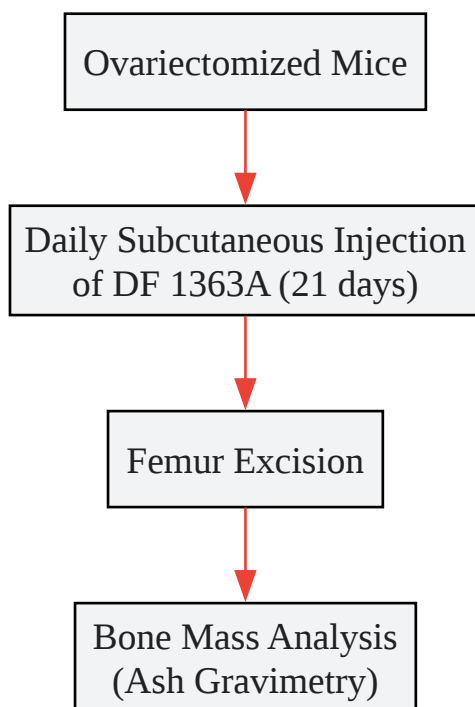 Ovariectomized Mice
Daily Subcutaneous Injection
of DF 1363A (21 days)
Femur Excision
Bone Mass Analysis
(Ash Gravimetry)